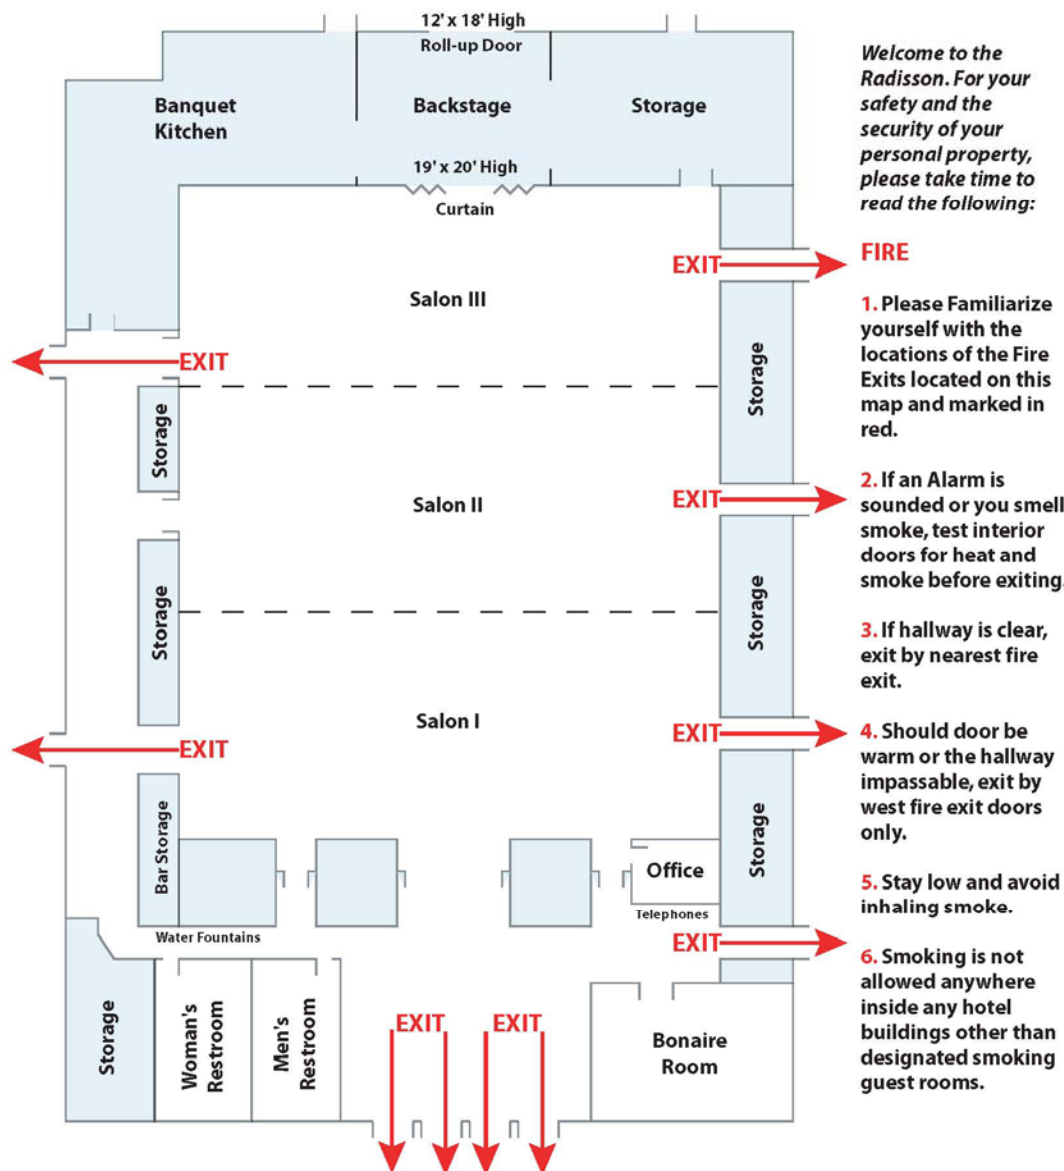 12' x 18' High
Roll-up Door
Banquet
Kitchen
Backstage
Storage
19' x 20' High
Curtain
EXIT
Salon III
EXIT
Storage
Storage
Salon II
EXIT
Storage
Storage
Salon I
EXIT
EXIT
Bar Storage
Storage
Office
Telephones
Water Fountains
EXIT
Storage
Woman's
Restroom
Men's
Restroom
EXIT
EXIT
Bonaire
Room
Welcome to the
Radisson. For your
safety and the
security of your
personal property,
please take time to
read the following:
FIRE
1. Please Familiarize
yourself with the
locations of the Fire
Exits located on this
map and marked in
red.
2. If an Alarm is
sounded or you smell
smoke, test interior
doors for heat and
smoke before exiting.
3. If hallway is clear,
exit by nearest fire
exit.
4. Should door be
warm or the hallway
impassable, exit by
west fire exit doors
only.
5. Stay low and avoid
inhaling smoke.
6. Smoking is not
allowed anywhere
inside any hotel
buildings other than
designated smoking
guest rooms.